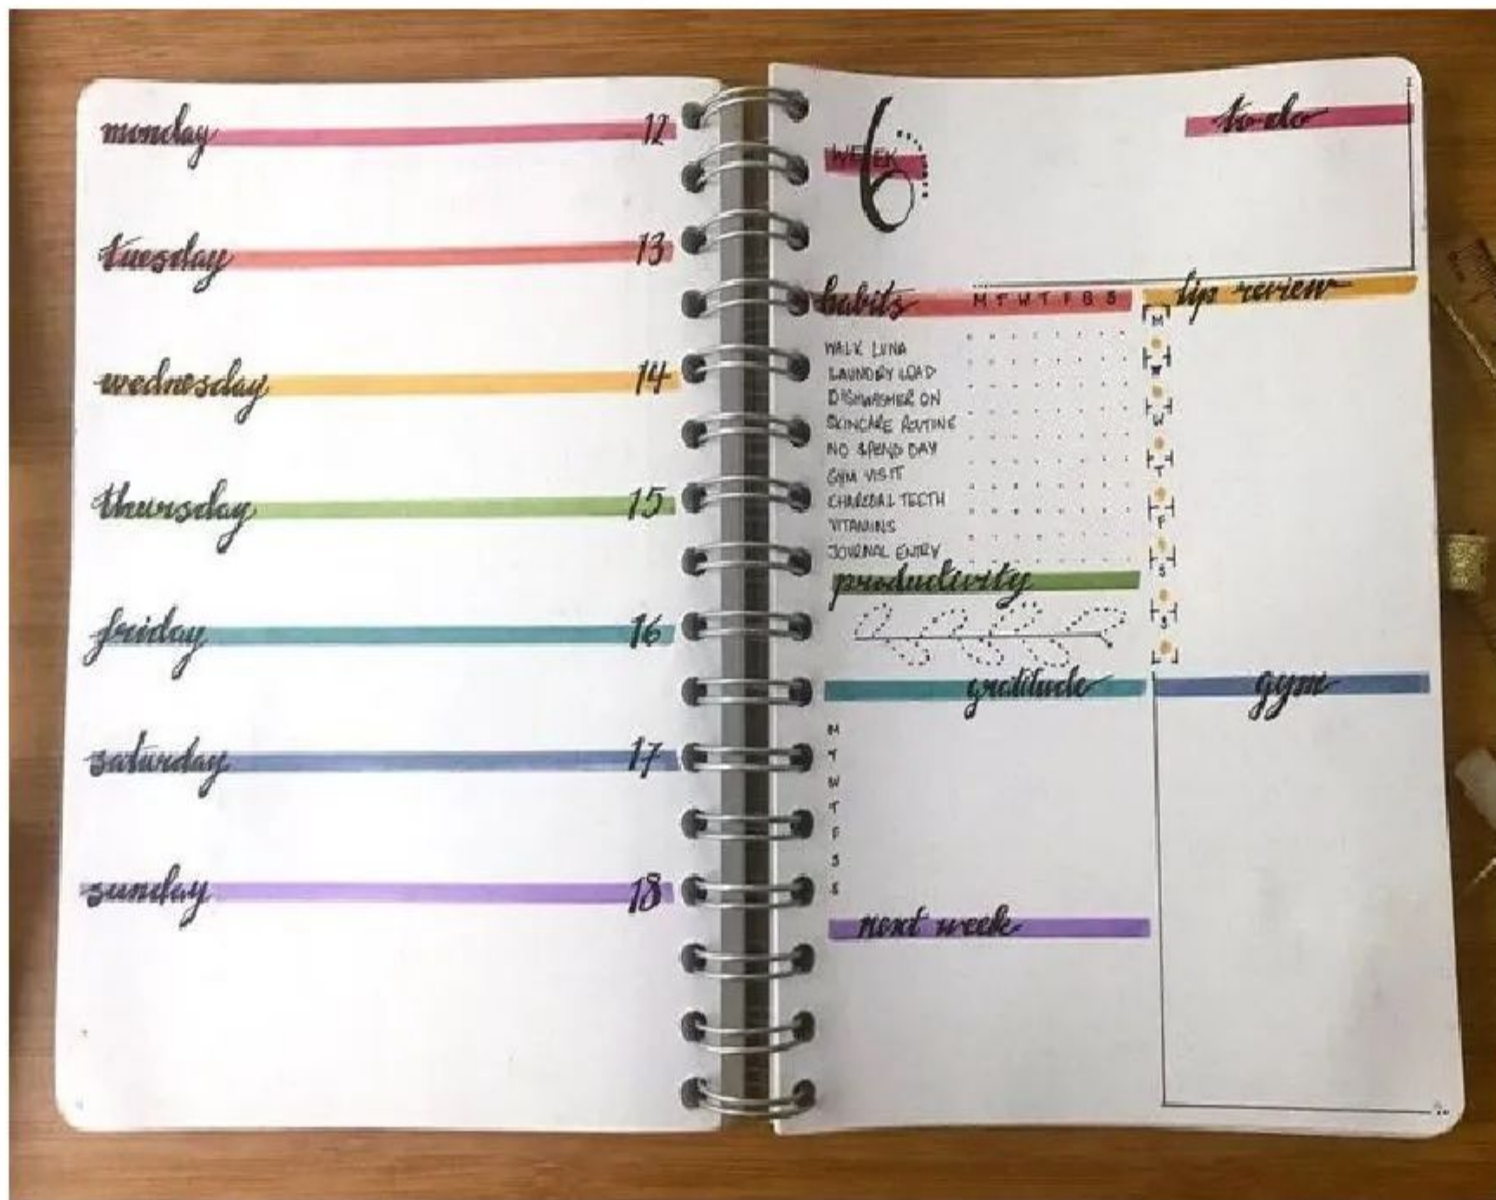 monday 12
tuesday 13
wednesday 14
thursday 15
friday 16
saturday 17
sunday 18
WEEK 6
to-do
habits M T W T F S S
WALK LUNA
LAUNDRY LOAD
DISHWASHER ON
SKINCARE ROUTINE
NO SPEND DAY
GYM VISIT
CHARCOAL TEETH
VITAMINS
JOURNAL ENTRY
lip review
M
W
T
F
S
S
productivity
gratitude
M
T
W
T
F
S
S
next week
gym